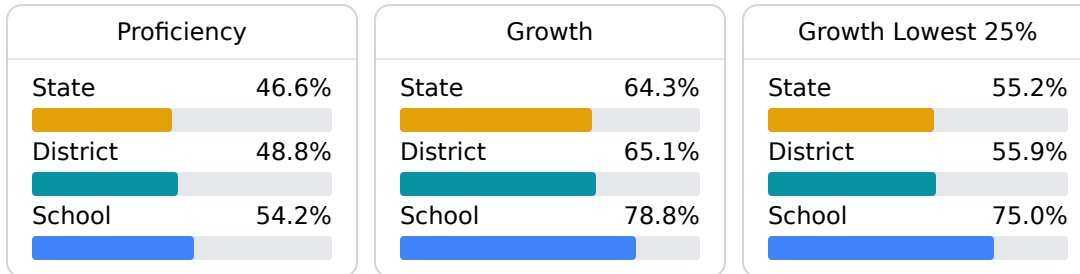 Proficiency
State 46.6%
District 48.8%
School 54.2%
Growth
State 64.3%
District 65.1%
School 78.8%
Growth Lowest 25%
State 55.2%
District 55.9%
School 75.0%